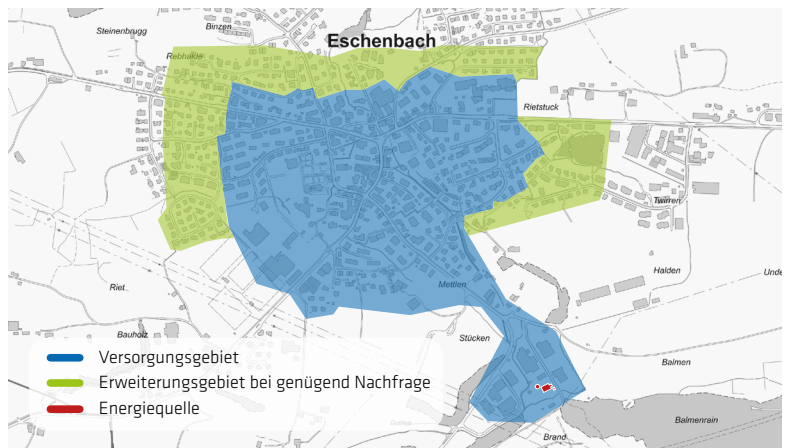 Steinenbrugg
Binzen
Eschenbach
Rebhalde
Rietstuck
Twirren
Halden
Unde
Riet
Mettlen
Bauholz
Stücken
Balmen
Versorgungsgebiet
Erweiterungsgebiet bei genügend Nachfrage
Energiequelle
Balmenrain
Brand